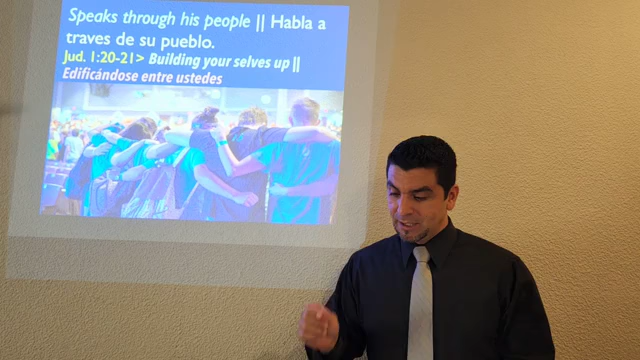 Speaks through his people || Habla a
traves de su pueblo.
Jud. 1:20-21> Building your selves up ||
Edificándose entre ustedes